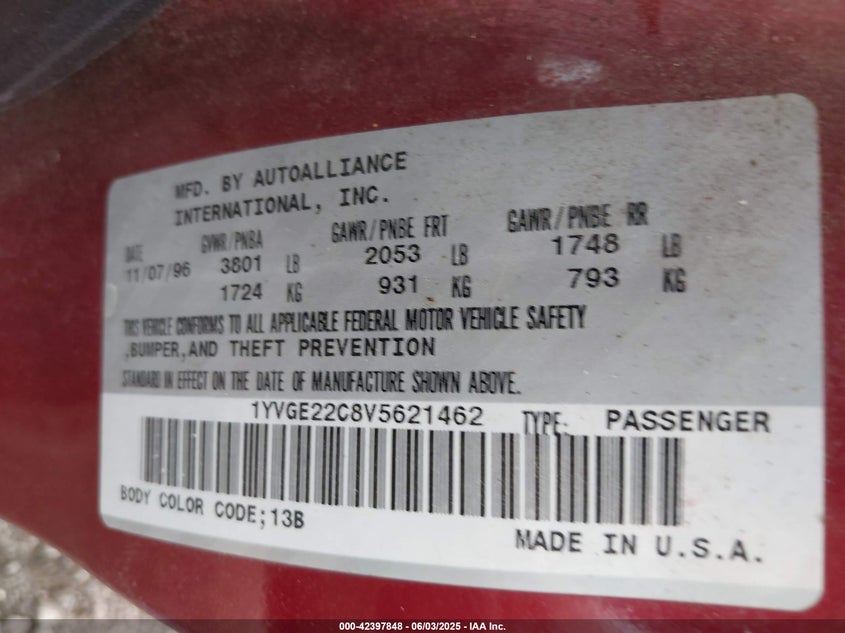 MFD. BY AUTOALLIANCE
INTERNATIONAL, INC.
DATE GVWR/PNBA GAWR/PNBE FRT GAWR/PNBE RR
11/07/96 3801 LB 2053 LB 1748 LB
1724 KG 931 KG 793 KG
THIS VEHICLE CONFORMS TO ALL APPLICABLE FEDERAL MOTOR VEHICLE SAFETY
,BUMPER,AND THEFT PREVENTION
STANDARD IN EFFECT ON THE DATE OF MANUFACTURE SHOWN ABOVE.
1YVGE22C8V5621462 TYPE: PASSENGER
BODY COLOR CODE;13B
MADE IN U.S.A.
000-42397848 - 06/03/2025 - IAA Inc.